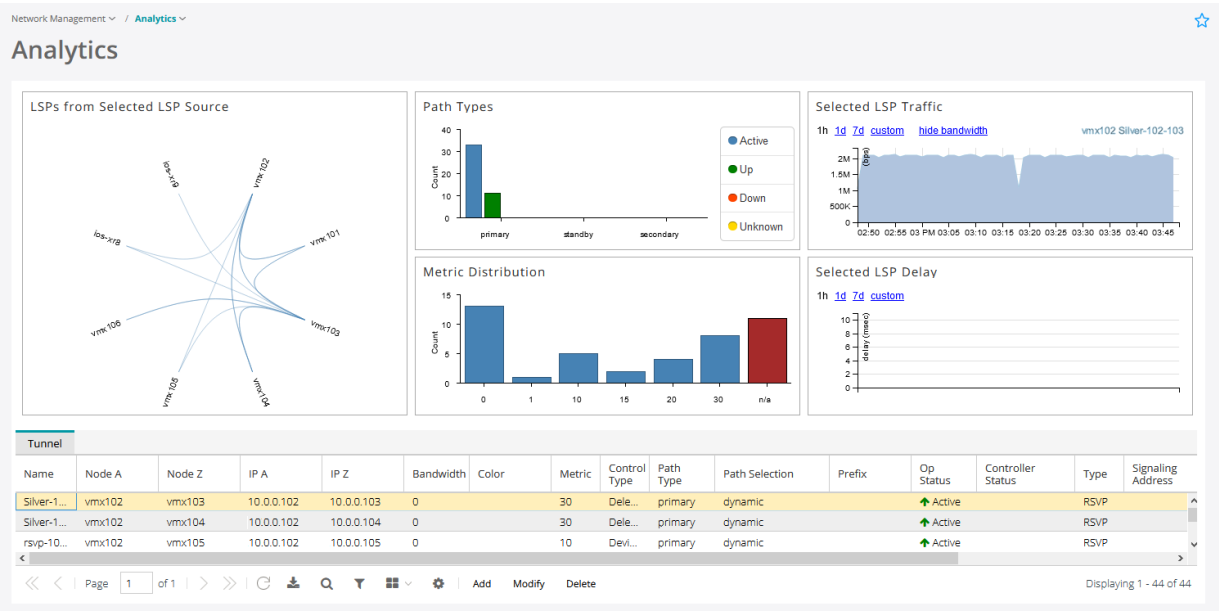 Network Management / Analytics
Analytics
LSPs from Selected LSP Source
ios-xr9
vmx102
ios-xr8
vmx101
vmx106
vmx103
vmx105
vmx104
Path Types
40
30
20
10
0
Count
primary standby secondary
Active
Up
Down
Unknown
Selected LSP Traffic
1h 1d 7d custom hide bandwidth vmx102 Silver-102-103
(bps)
2M
1.5M
1M
500K
0
02:50 02:55 03 PM 03:05 03:10 03:15 03:20 03:25 03:30 03:35 03:40 03:45
Metric Distribution
15
10
5
0
Count
0 1 10 15 20 30 n/a
Selected LSP Delay
1h 1d 7d custom
delay (msec)
10
8
6
4
2
0
Tunnel
Name Node A Node Z IP A IP Z Bandwidth Color Metric Control Type Path Type Path Selection Prefix Op Status Controller Status Type Signaling Address
Silver-1... vmx102 vmx103 10.0.0.102 10.0.0.103 0 30 Dele... primary dynamic Active RSVP
Silver-1... vmx102 vmx104 10.0.0.102 10.0.0.104 0 30 Dele... primary dynamic Active RSVP
rsvp-10... vmx102 vmx105 10.0.0.102 10.0.0.105 0 10 Devi... primary dynamic Active RSVP
Page 1 of 1 Add Modify Delete Displaying 1 - 44 of 44